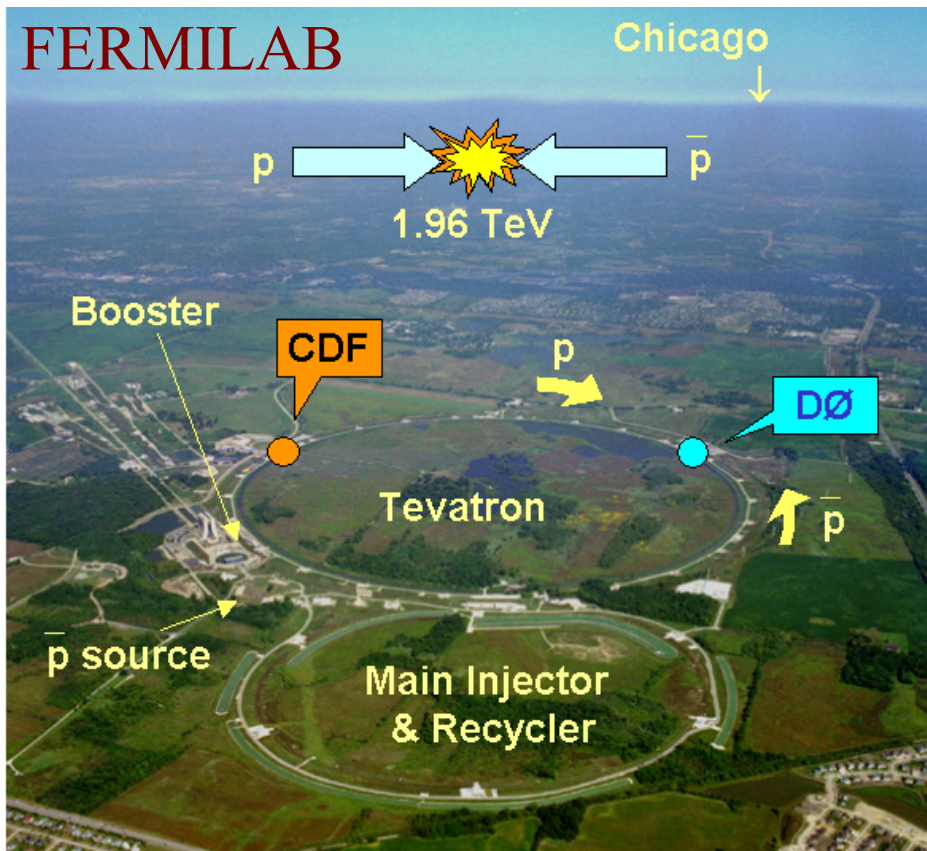 FERMILAB
Chicago
p
p̄
1.96 TeV
Booster
CDF
p
DØ
Tevatron
p̄
p̄ source
Main Injector
& Recycler